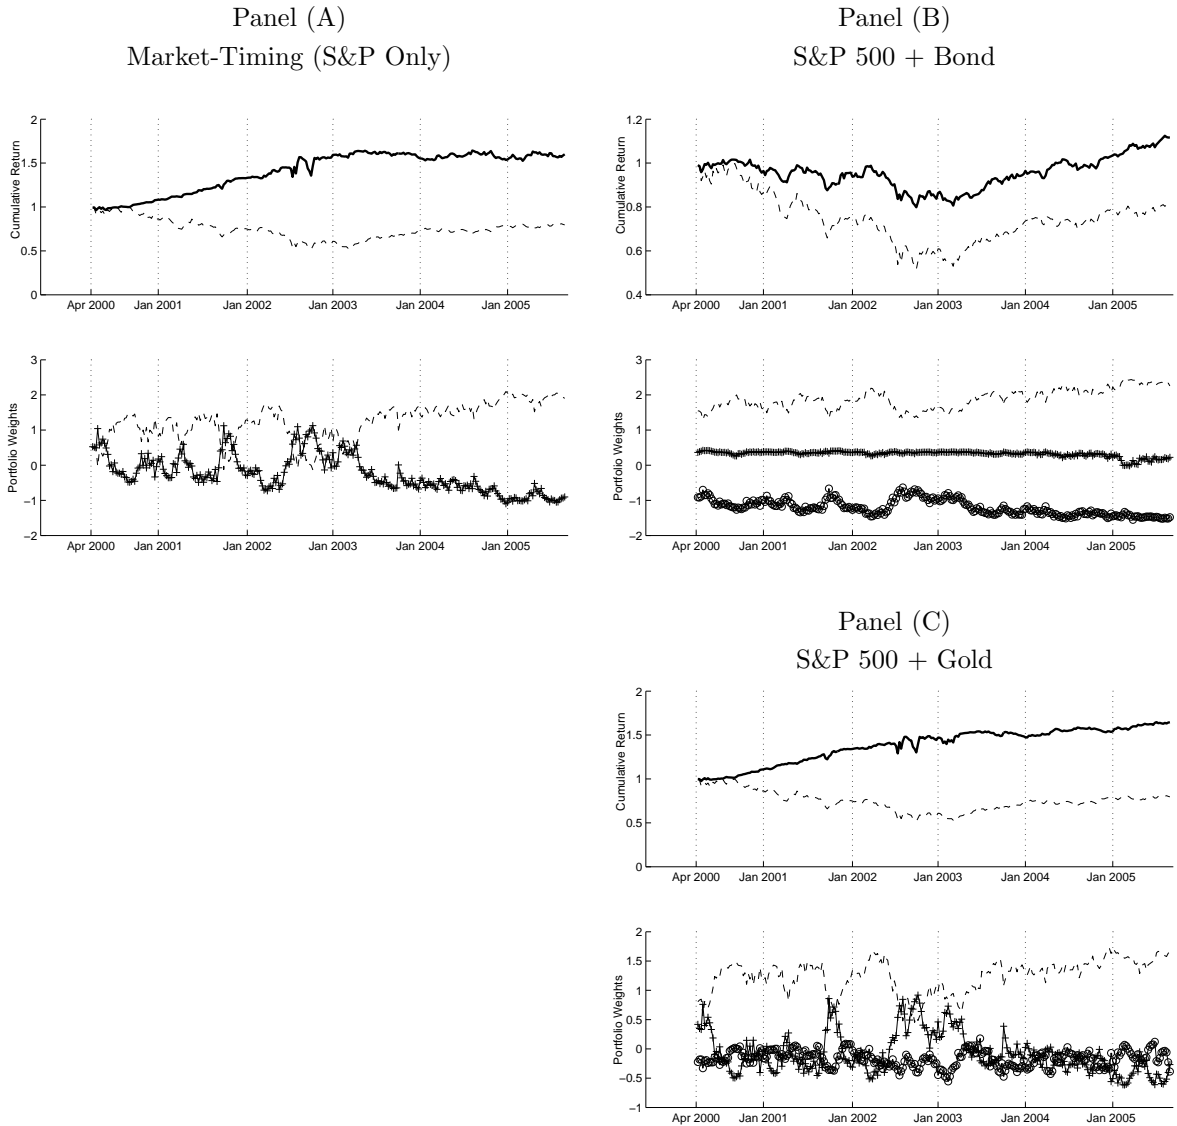 Panel (A)
Market-Timing (S&P Only)
2
1.5
1
0.5
0
Cumulative Return
Apr 2000 Jan 2001 Jan 2002 Jan 2003 Jan 2004 Jan 2005
3
2
1
0
−1
−2
Portfolio Weights
Apr 2000 Jan 2001 Jan 2002 Jan 2003 Jan 2004 Jan 2005
Panel (B)
S&P 500 + Bond
1.2
1
0.8
0.6
0.4
Cumulative Return
Apr 2000 Jan 2001 Jan 2002 Jan 2003 Jan 2004 Jan 2005
3
2
1
0
−1
−2
Portfolio Weights
Apr 2000 Jan 2001 Jan 2002 Jan 2003 Jan 2004 Jan 2005
Panel (C)
S&P 500 + Gold
2
1.5
1
0.5
0
Cumulative Return
Apr 2000 Jan 2001 Jan 2002 Jan 2003 Jan 2004 Jan 2005
2
1.5
1
0.5
0
−0.5
−1
Portfolio Weights
Apr 2000 Jan 2001 Jan 2002 Jan 2003 Jan 2004 Jan 2005